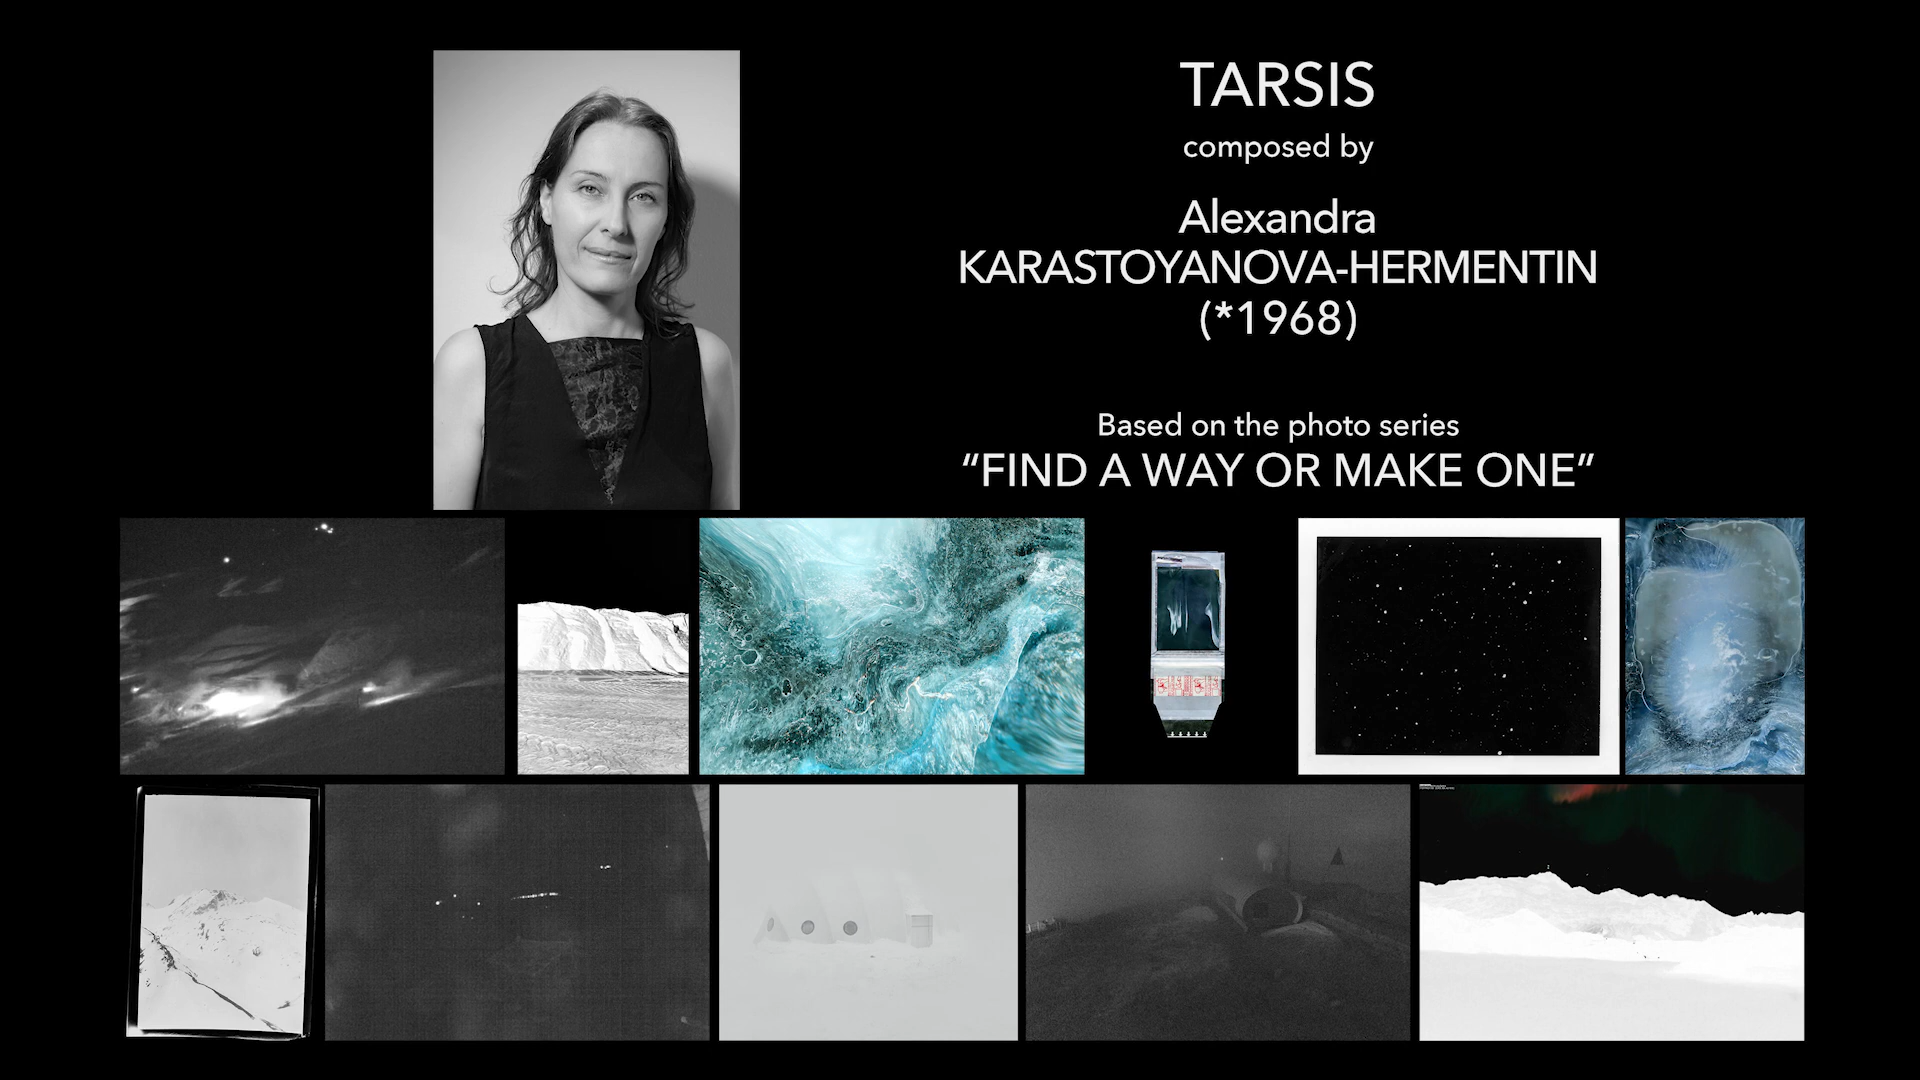 TARSIS
composed by
Alexandra
KARASTOYANOVA-HERMENTIN
(*1968)
Based on the photo series
“FIND A WAY OR MAKE ONE”